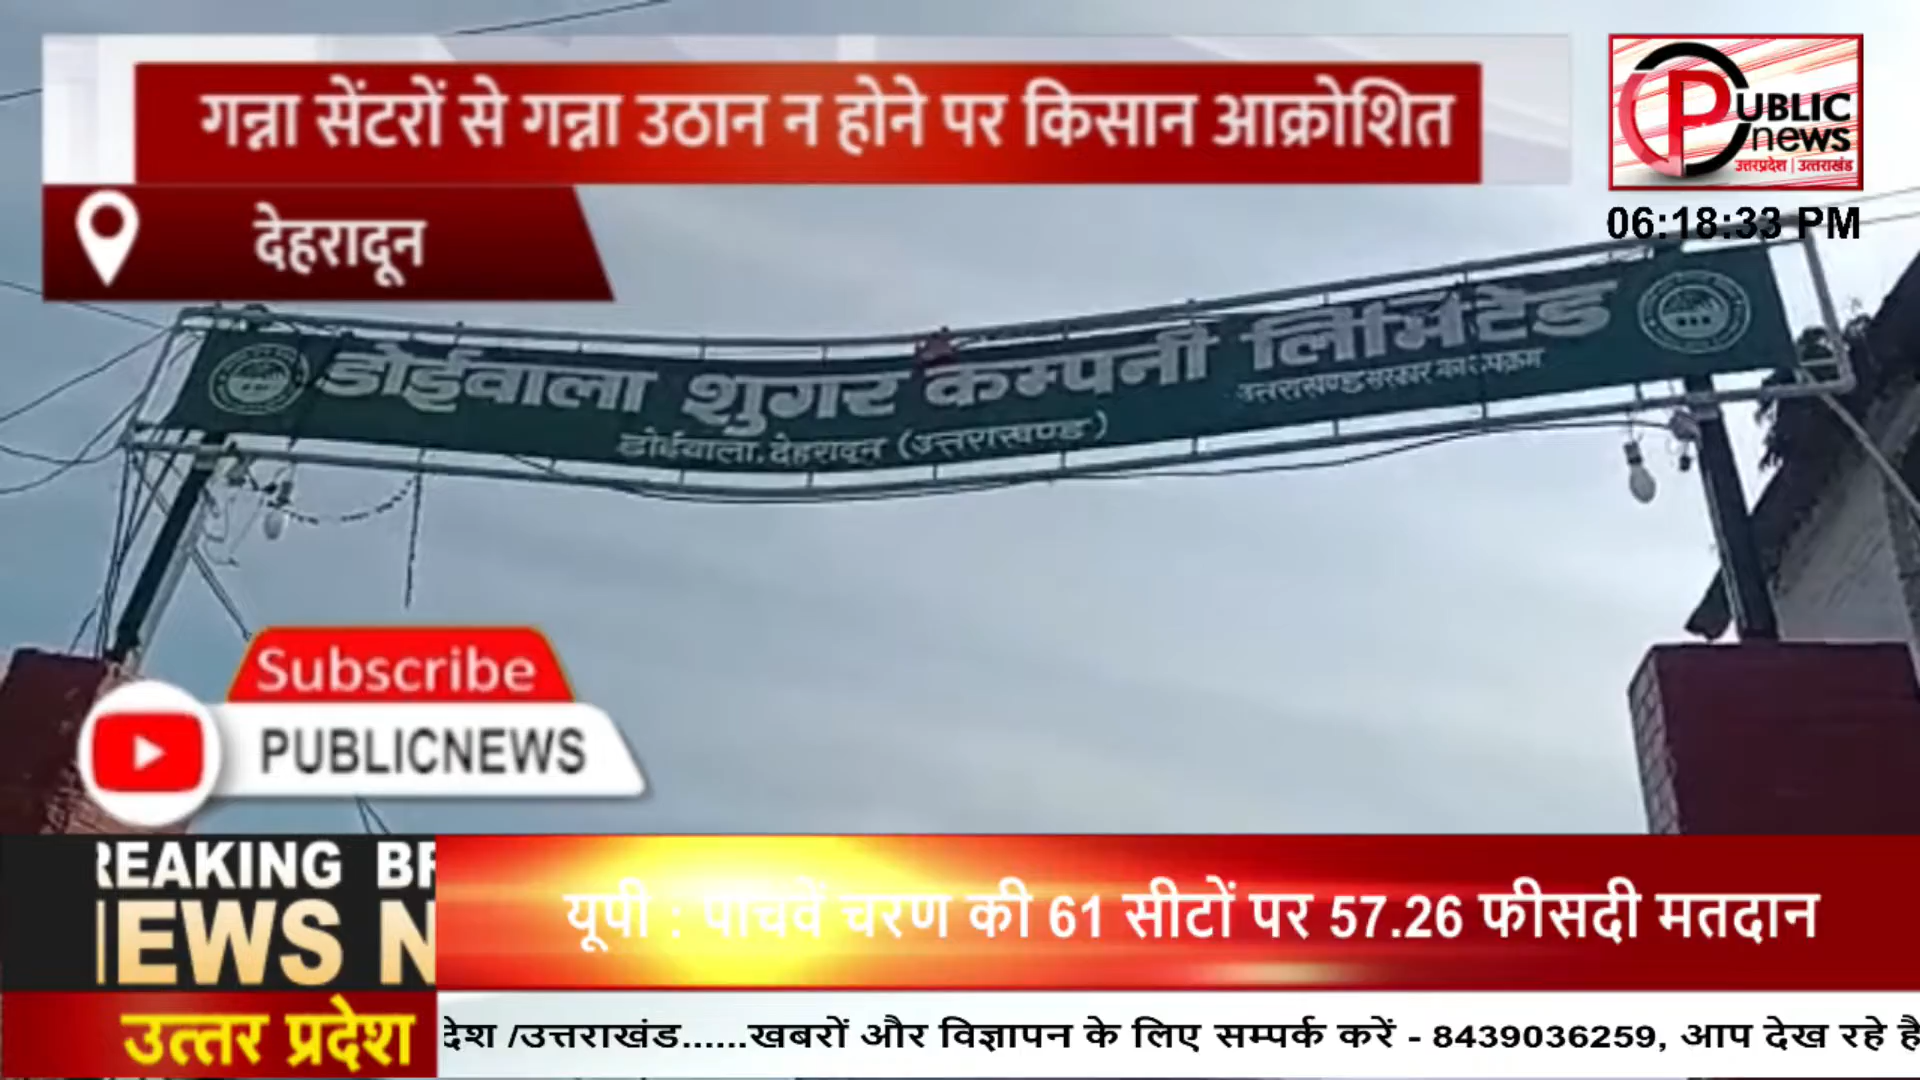 गन्ना सेंटरों से गन्ना उठान न होने पर किसान आक्रोशित
देहरादून
PUBLIC
news
उत्तरप्रदेश | उत्तराखंड
06:18:33 PM
डोईवाला शुगर कम्पनी लिमिटेड
उत्तराखण्ड सरकार का उपक्रम
डोईवाला, देहरादून (उत्तराखण्ड)
Subscribe
PUBLICNEWS
REAKING BR
NEWS N
यूपी : पांचवें चरण की 61 सीटों पर 57.26 फीसदी मतदान
उत्तर प्रदेश
देश /उत्तराखंड......खबरों और विज्ञापन के लिए सम्पर्क करें - 8439036259, आप देख रहे है